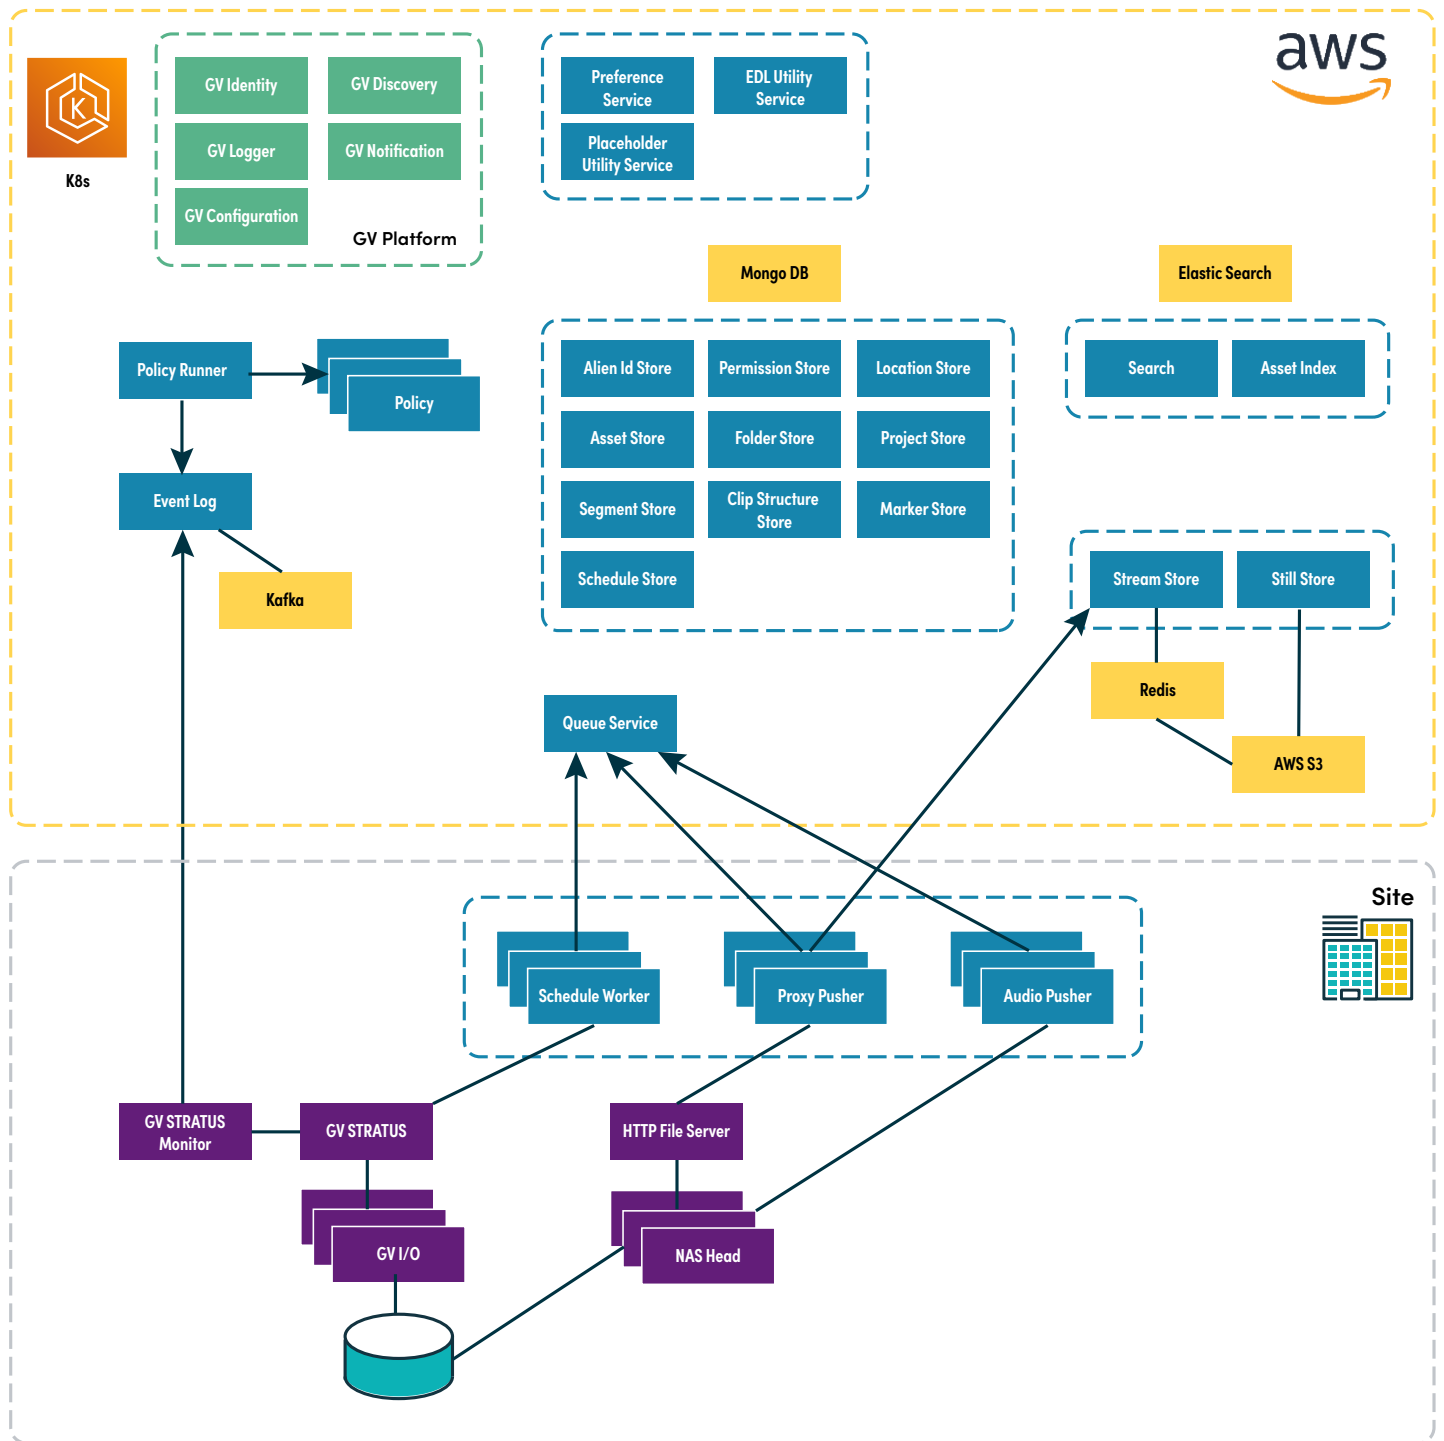 aws
K
K8s
GV Identity
GV Discovery
GV Logger
GV Notification
GV Configuration
GV Platform
Preference
Service
EDL Utility
Service
Placeholder
Utility Service
Mongo DB
Elastic Search
Policy Runner
Policy
Event Log
Kafka
Alien Id Store
Permission Store
Location Store
Asset Store
Folder Store
Project Store
Segment Store
Clip Structure
Store
Marker Store
Schedule Store
Search
Asset Index
Stream Store
Still Store
Redis
AWS S3
Queue Service
Site
Schedule Worker
Proxy Pusher
Audio Pusher
GV STRATUS
Monitor
GV STRATUS
HTTP File Server
GV I/O
NAS Head